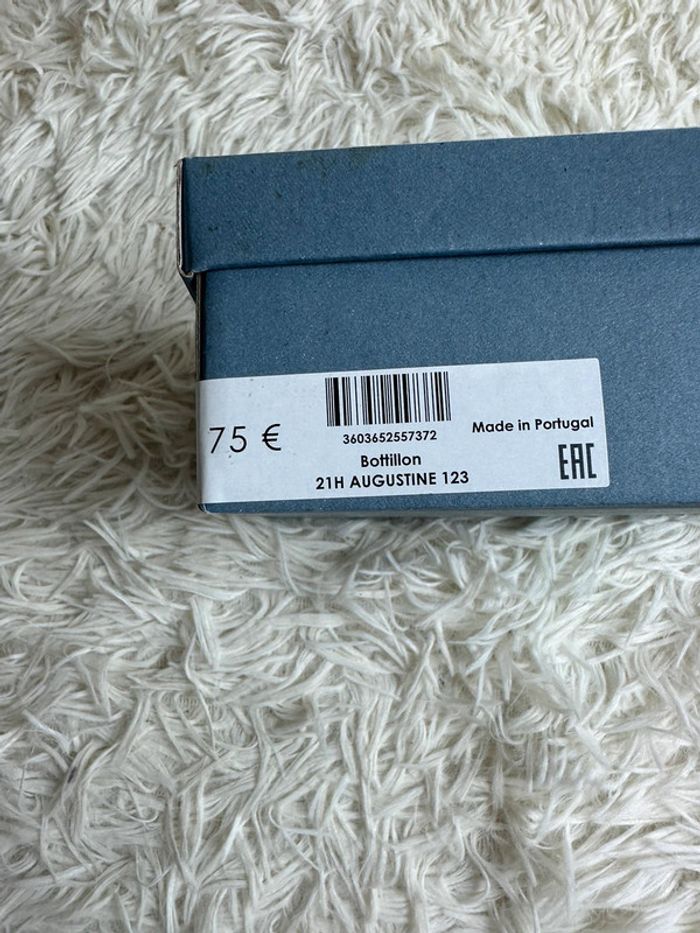 75 €
3603652557372
Bottillon
21H AUGUSTINE 123
Made in Portugal
EAC